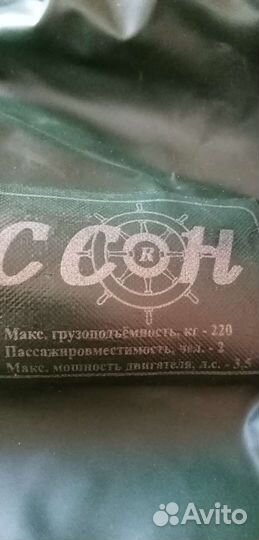 ССОН
R
Макс. грузоподъёмность, кг - 220
Пассажировместимость, чел. - 2
Макс. мощность двигателя, л.с. - 3,5
Avito